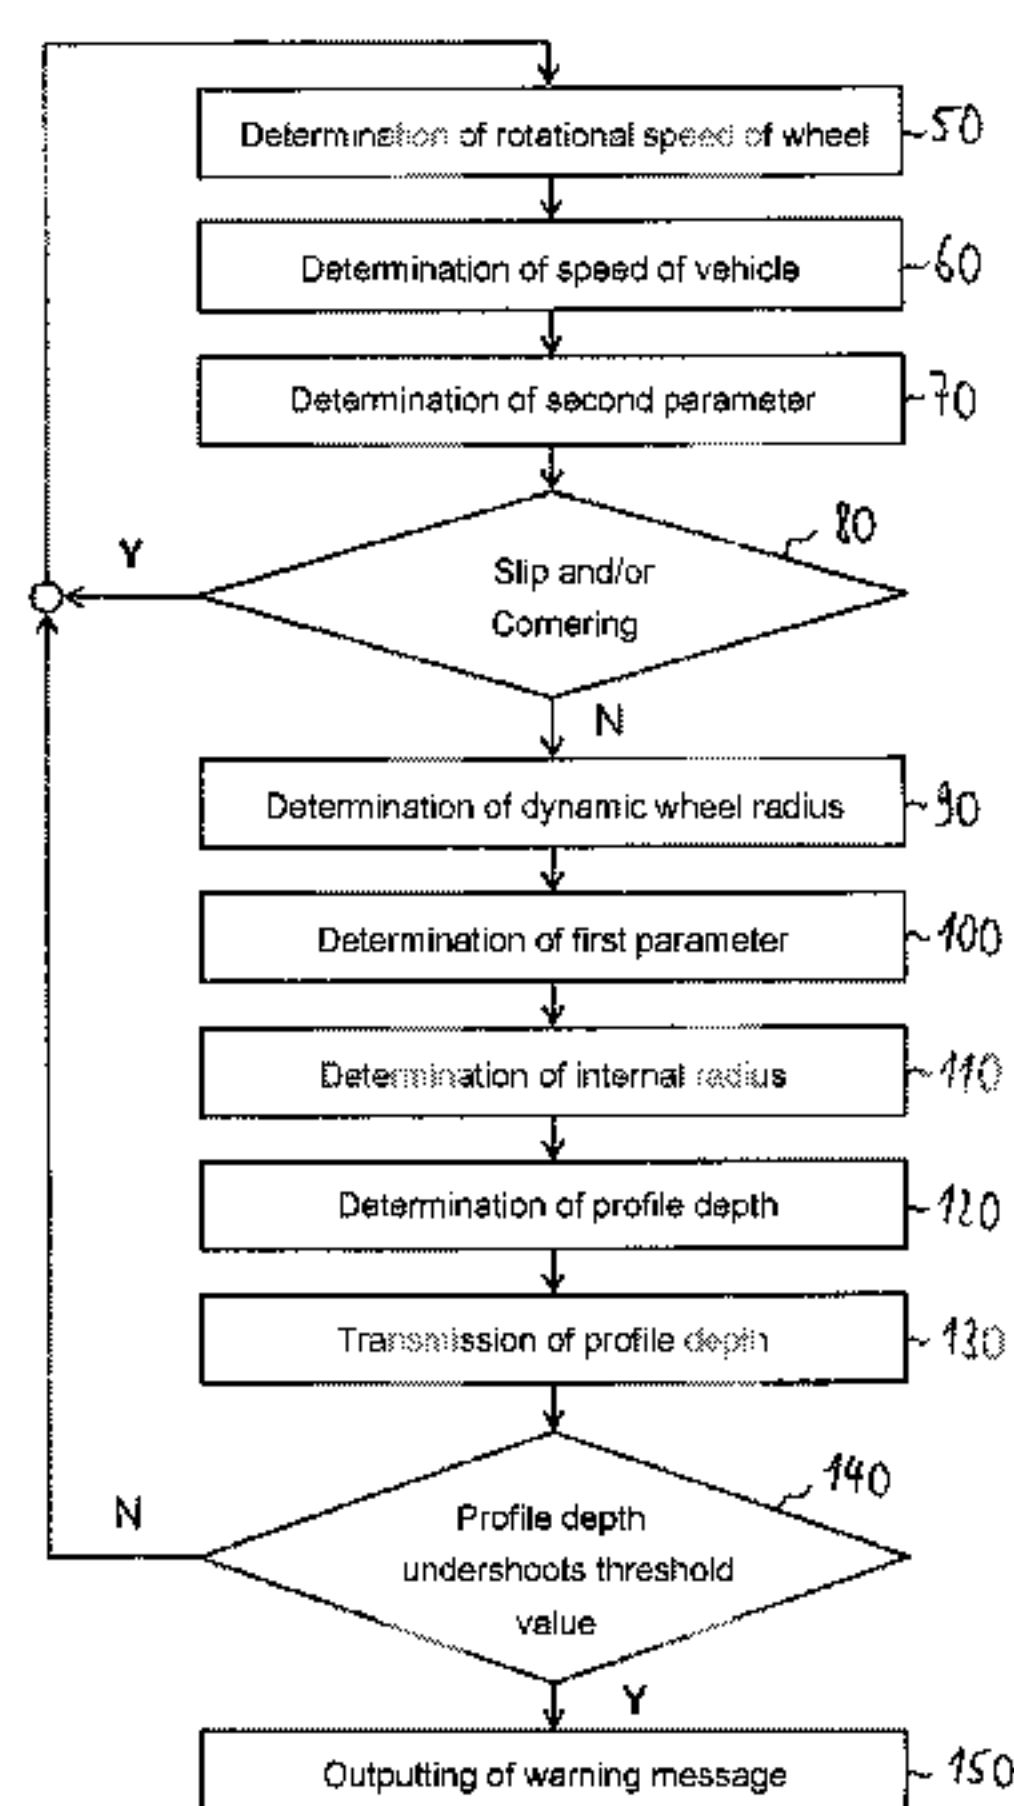 Determination of rotational speed of wheel
50
Determination of speed of vehicle
60
Determination of second parameter
70
80
Y
Slip and/or
Cornering
N
Determination of dynamic wheel radius
90
Determination of first parameter
100
Determination of internal radius
110
Determination of profile depth
120
Transmission of profile depth
130
140
N
Profile depth
undershoots threshold
value
Y
Outputting of warning message
150